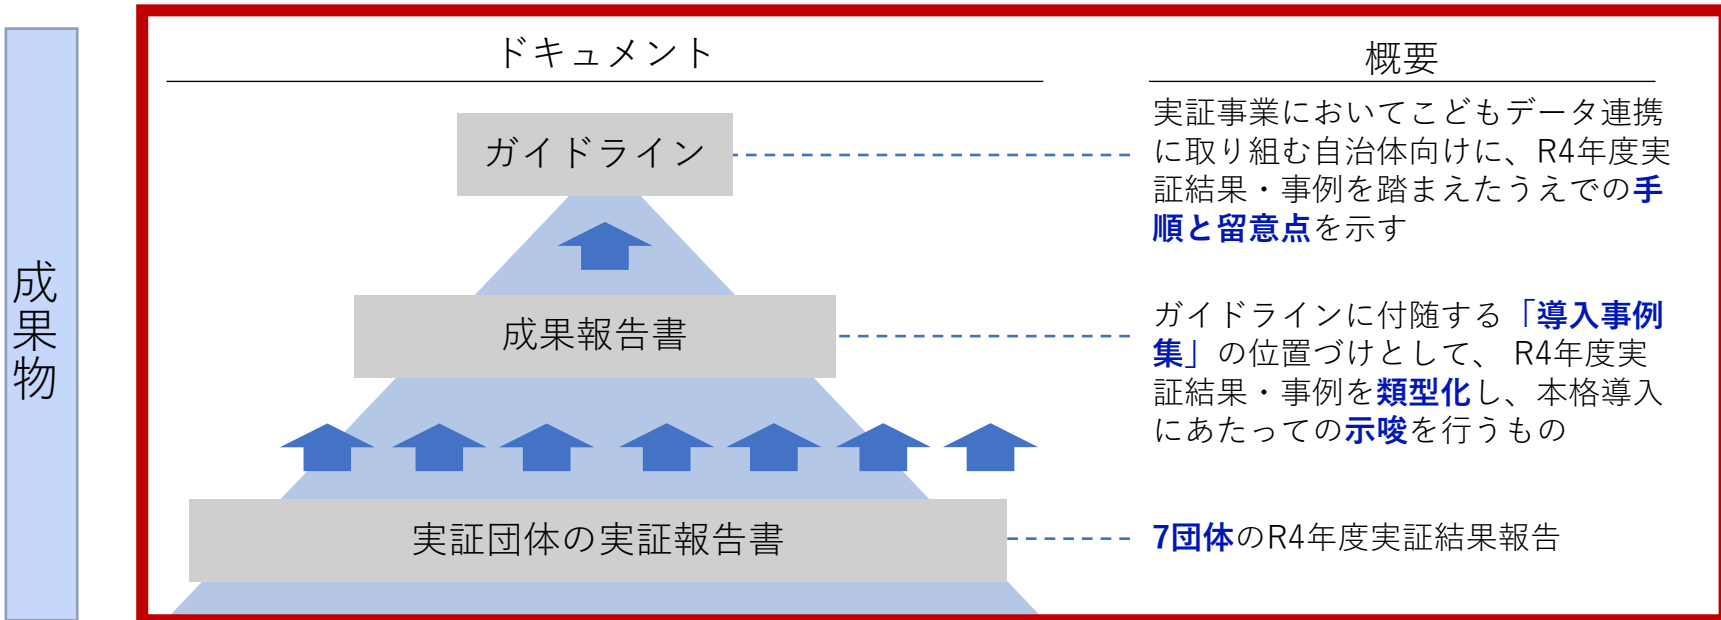 成果物
ドキュメント
概要
ガイドライン
実証事業においてこどもデータ連携
に取り組む自治体向けに、R4年度実
証結果・事例を踏まえたうえでの手
順と留意点を示す
成果報告書
ガイドラインに付随する「導入事例
集」の位置づけとして、 R4年度実
証結果・事例を類型化し、本格導入
にあたっての示唆を行うもの
実証団体の実証報告書
7団体のR4年度実証結果報告